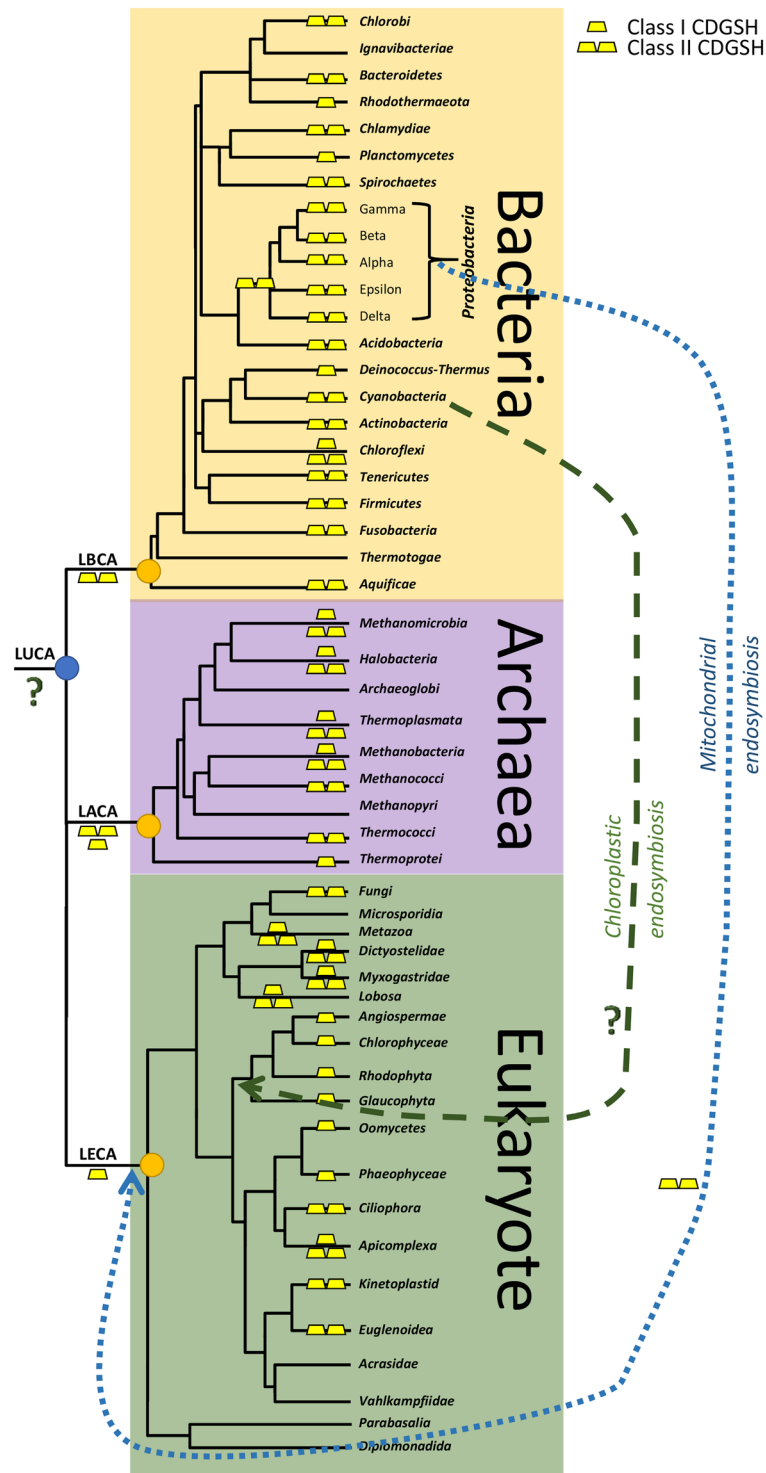 Class I CDGSH
Class II CDGSH
Chlorobi
Ignavibacteriae
Bacteroidetes
Rhodothermaeota
Chlamydiae
Planctomycetes
Spirochaetes
Gamma
Beta
Alpha
Epsilon
Delta
Proteobacteria
Acidobacteria
Deinococcus-Thermus
Cyanobacteria
Actinobacteria
Chloroflexi
Tenericutes
Firmicutes
Fusobacteria
Thermotogae
Aquificae
Bacteria
LBCA
LUCA
?
LACA
LECA
Methanomicrobia
Halobacteria
Archaeoglobi
Thermoplasmata
Methanobacteria
Methanococci
Methanopyri
Thermococci
Thermoprotei
Archaea
Fungi
Microsporidia
Metazoa
Dictyostelidae
Myxogastridae
Lobosa
Angiospermae
Chlorophyceae
Rhodophyta
Glaucophyta
Oomycetes
Phaeophyceae
Ciliophora
Apicomplexa
Kinetoplastid
Euglenoidea
Acrasidae
Vahlkampfiidae
Parabasalia
Diplomonadida
Eukaryote
Chloroplastic
endosymbiosis
?
Mitochondrial
endosymbiosis